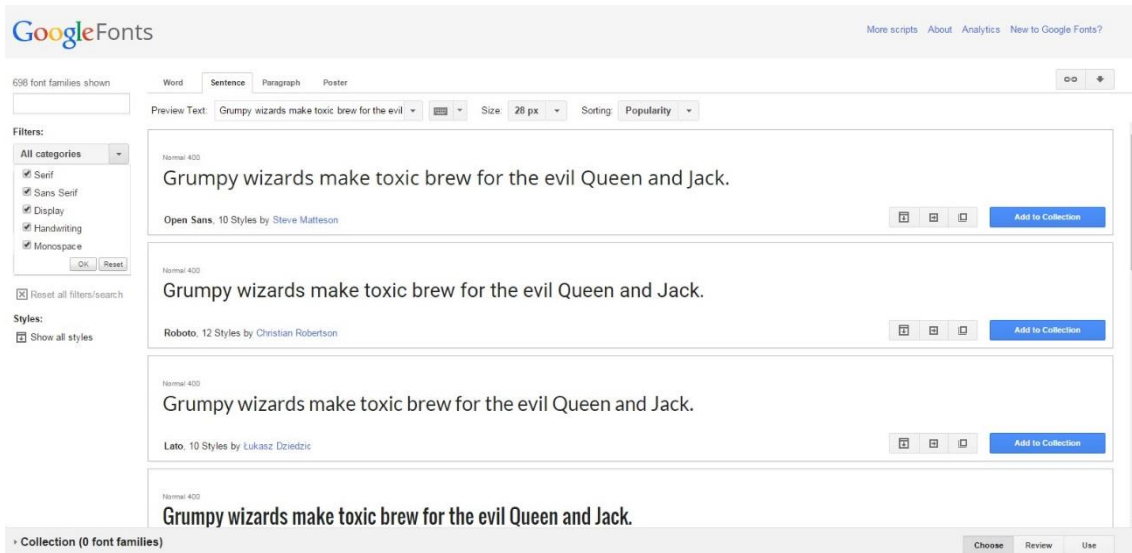 GoogleFonts
More scripts About Analytics New to Google Fonts?
698 font families shown
Word Sentence Paragraph Poster
Preview Text: Grumpy wizards make toxic brew for the evil Size: 28 px Sorting: Popularity
Filters:
All categories
Serif
Sans Serif
Display
Handwriting
Monospace
OK Reset
Reset all filters/search
Styles:
Show all styles
Normal 400
Grumpy wizards make toxic brew for the evil Queen and Jack.
Open Sans, 10 Styles by Steve Matteson Add to Collection
Normal 400
Grumpy wizards make toxic brew for the evil Queen and Jack.
Roboto, 12 Styles by Christian Robertson Add to Collection
Normal 400
Grumpy wizards make toxic brew for the evil Queen and Jack.
Lato, 10 Styles by Łukasz Dziedzic Add to Collection
Normal 400
Grumpy wizards make toxic brew for the evil Queen and Jack.
Collection (0 font families) Choose Review Use